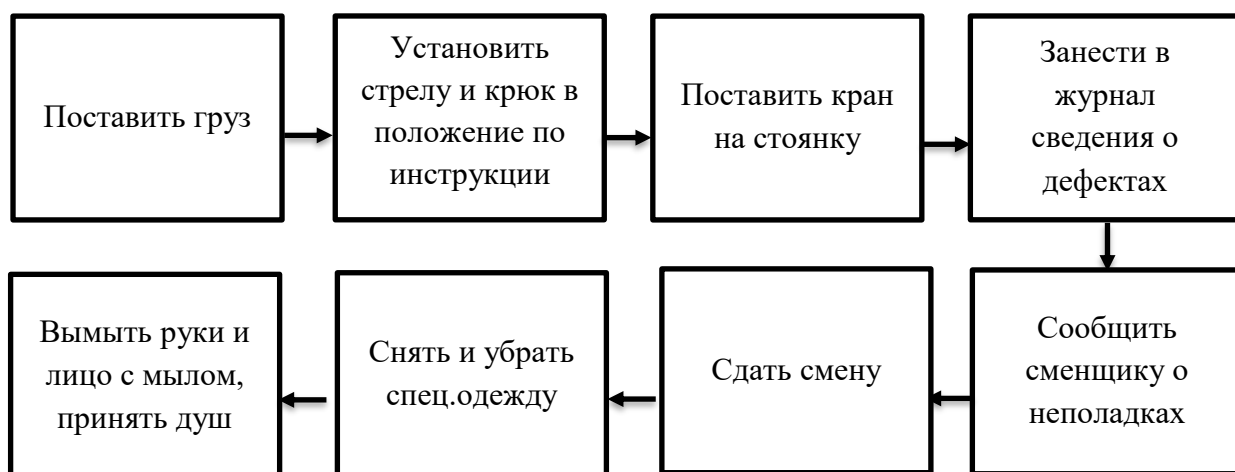 Поставить груз
Установить
стрелу и крюк в
положение по
инструкции
Поставить кран
на стоянку
Занести в
журнал
сведения о
дефектах
Сообщить
сменщику о
неполадках
Сдать смену
Снять и убрать
спец.одежду
Вымыть руки и
лицо с мылом,
принять душ